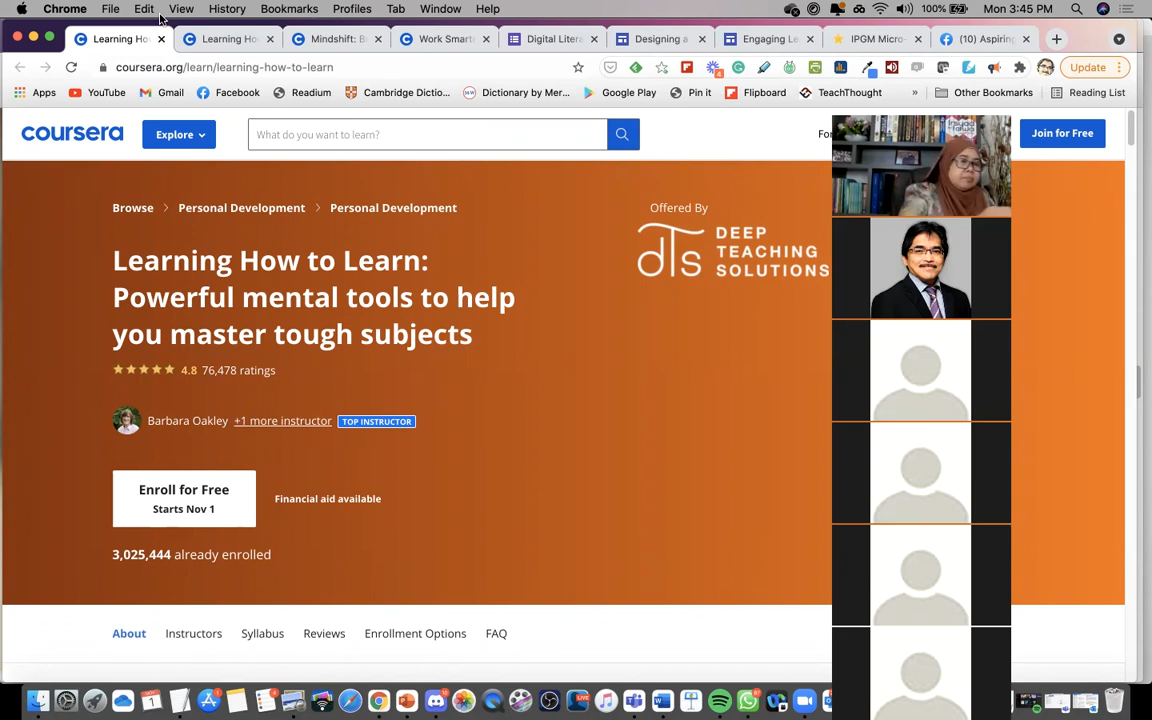 Chrome File Edit View History Bookmarks Profiles Tab Window Help 100% Mon 3:45 PM
Learning Ho Learning Ho Mindshift: B Work Smart Digital Litera Designing a Engaging Le IPGM Micro- (10) Aspiring
coursera.org/learn/learning-how-to-learn Update
Apps YouTube Gmail Facebook Readium Cambridge Dictio... Dictionary by Mer... Google Play Pin it Flipboard TeachThought » Other Bookmarks Reading List
coursera Explore What do you want to learn? For Join for Free
Browse Personal Development Personal Development
Offered By
dTs DEEP
TEACHING
SOLUTIONS
Learning How to Learn:
Powerful mental tools to help
you master tough subjects
4.8 76,478 ratings
Barbara Oakley +1 more instructor TOP INSTRUCTOR
Enroll for Free
Starts Nov 1
Financial aid available
3,025,444 already enrolled
About Instructors Syllabus Reviews Enrollment Options FAQ